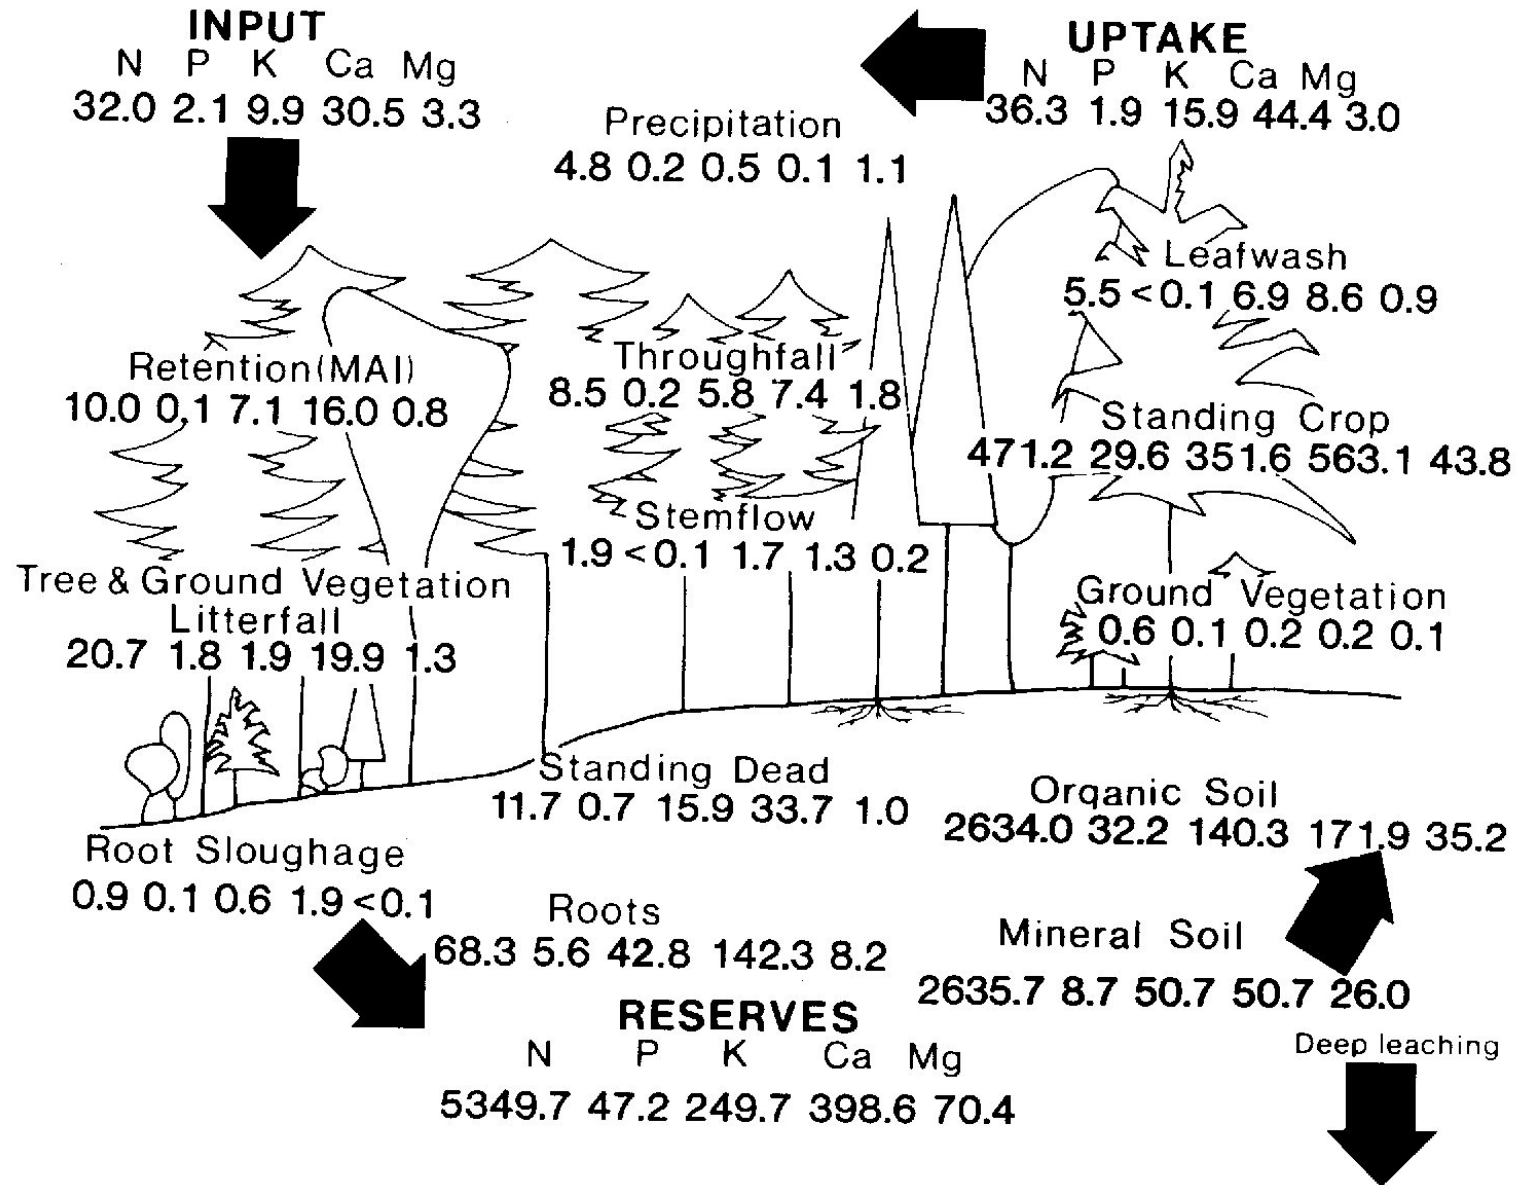 INPUT
N P K Ca Mg
32.0 2.1 9.9 30.5 3.3
UPTAKE
N P K Ca Mg
36.3 1.9 15.9 44.4 3.0
Precipitation
4.8 0.2 0.5 0.1 1.1
Leafwash
5.5 <0.1 6.9 8.6 0.9
Retention(MAI)
10.0 0.1 7.1 16.0 0.8
Throughfall
8.5 0.2 5.8 7.4 1.8
Standing Crop
471.2 29.6 351.6 563.1 43.8
Stemflow
1.9 <0.1 1.7 1.3 0.2
Tree & Ground Vegetation
Litterfall
20.7 1.8 1.9 19.9 1.3
Ground Vegetation
0.6 0.1 0.2 0.2 0.1
Standing Dead
11.7 0.7 15.9 33.7 1.0
Organic Soil
2634.0 32.2 140.3 171.9 35.2
Root Sloughage
0.9 0.1 0.6 1.9 <0.1
Roots
68.3 5.6 42.8 142.3 8.2
Mineral Soil
2635.7 8.7 50.7 50.7 26.0
RESERVES
N P K Ca Mg
5349.7 47.2 249.7 398.6 70.4
Deep leaching